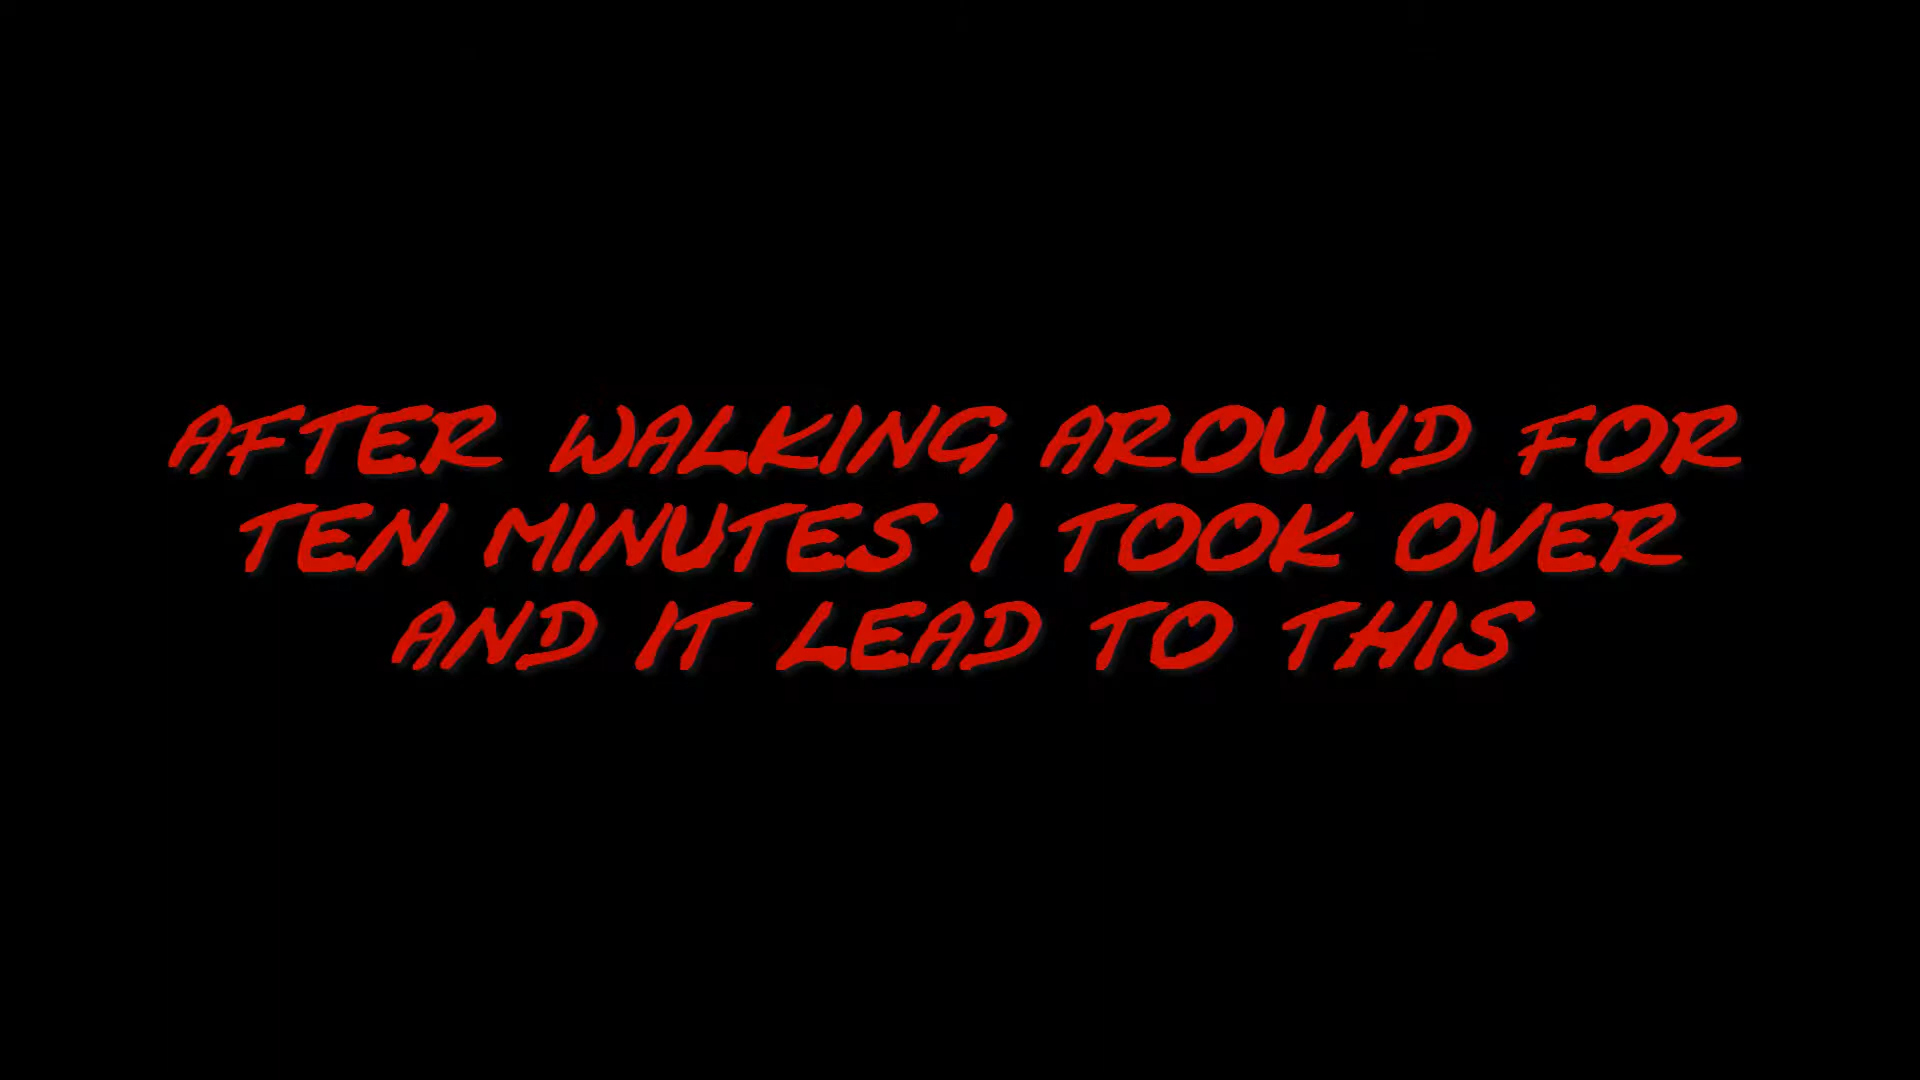 AFTER WALKING AROUND FOR
TEN MINUTES I TOOK OVER
AND IT LEAD TO THIS